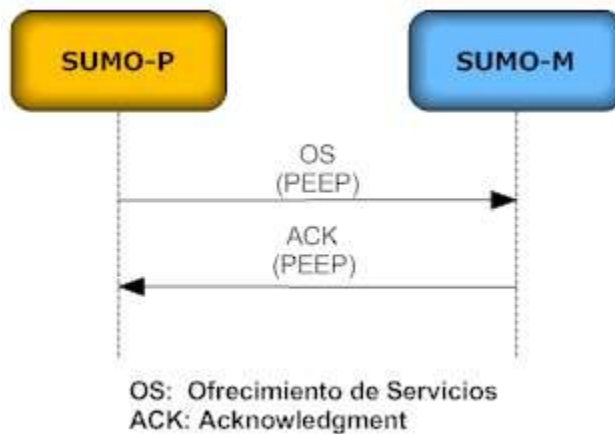 SUMO-P
SUMO-M
OS
(PEEP)
ACK
(PEEP)
OS: Ofrecimiento de Servicios
ACK: Acknowledgment